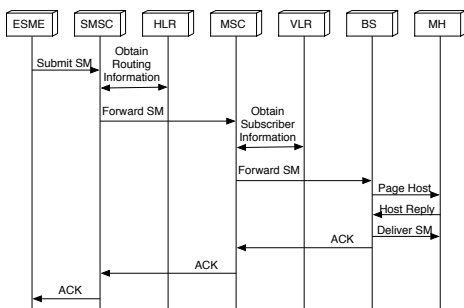 ESME
SMSC
HLR
MSC
VLR
BS
MH
Submit SM
Obtain
Routing
Information
Forward SM
Obtain
Subscriber
Information
Forward SM
Page Host
Host Reply
Deliver SM
ACK
ACK
ACK